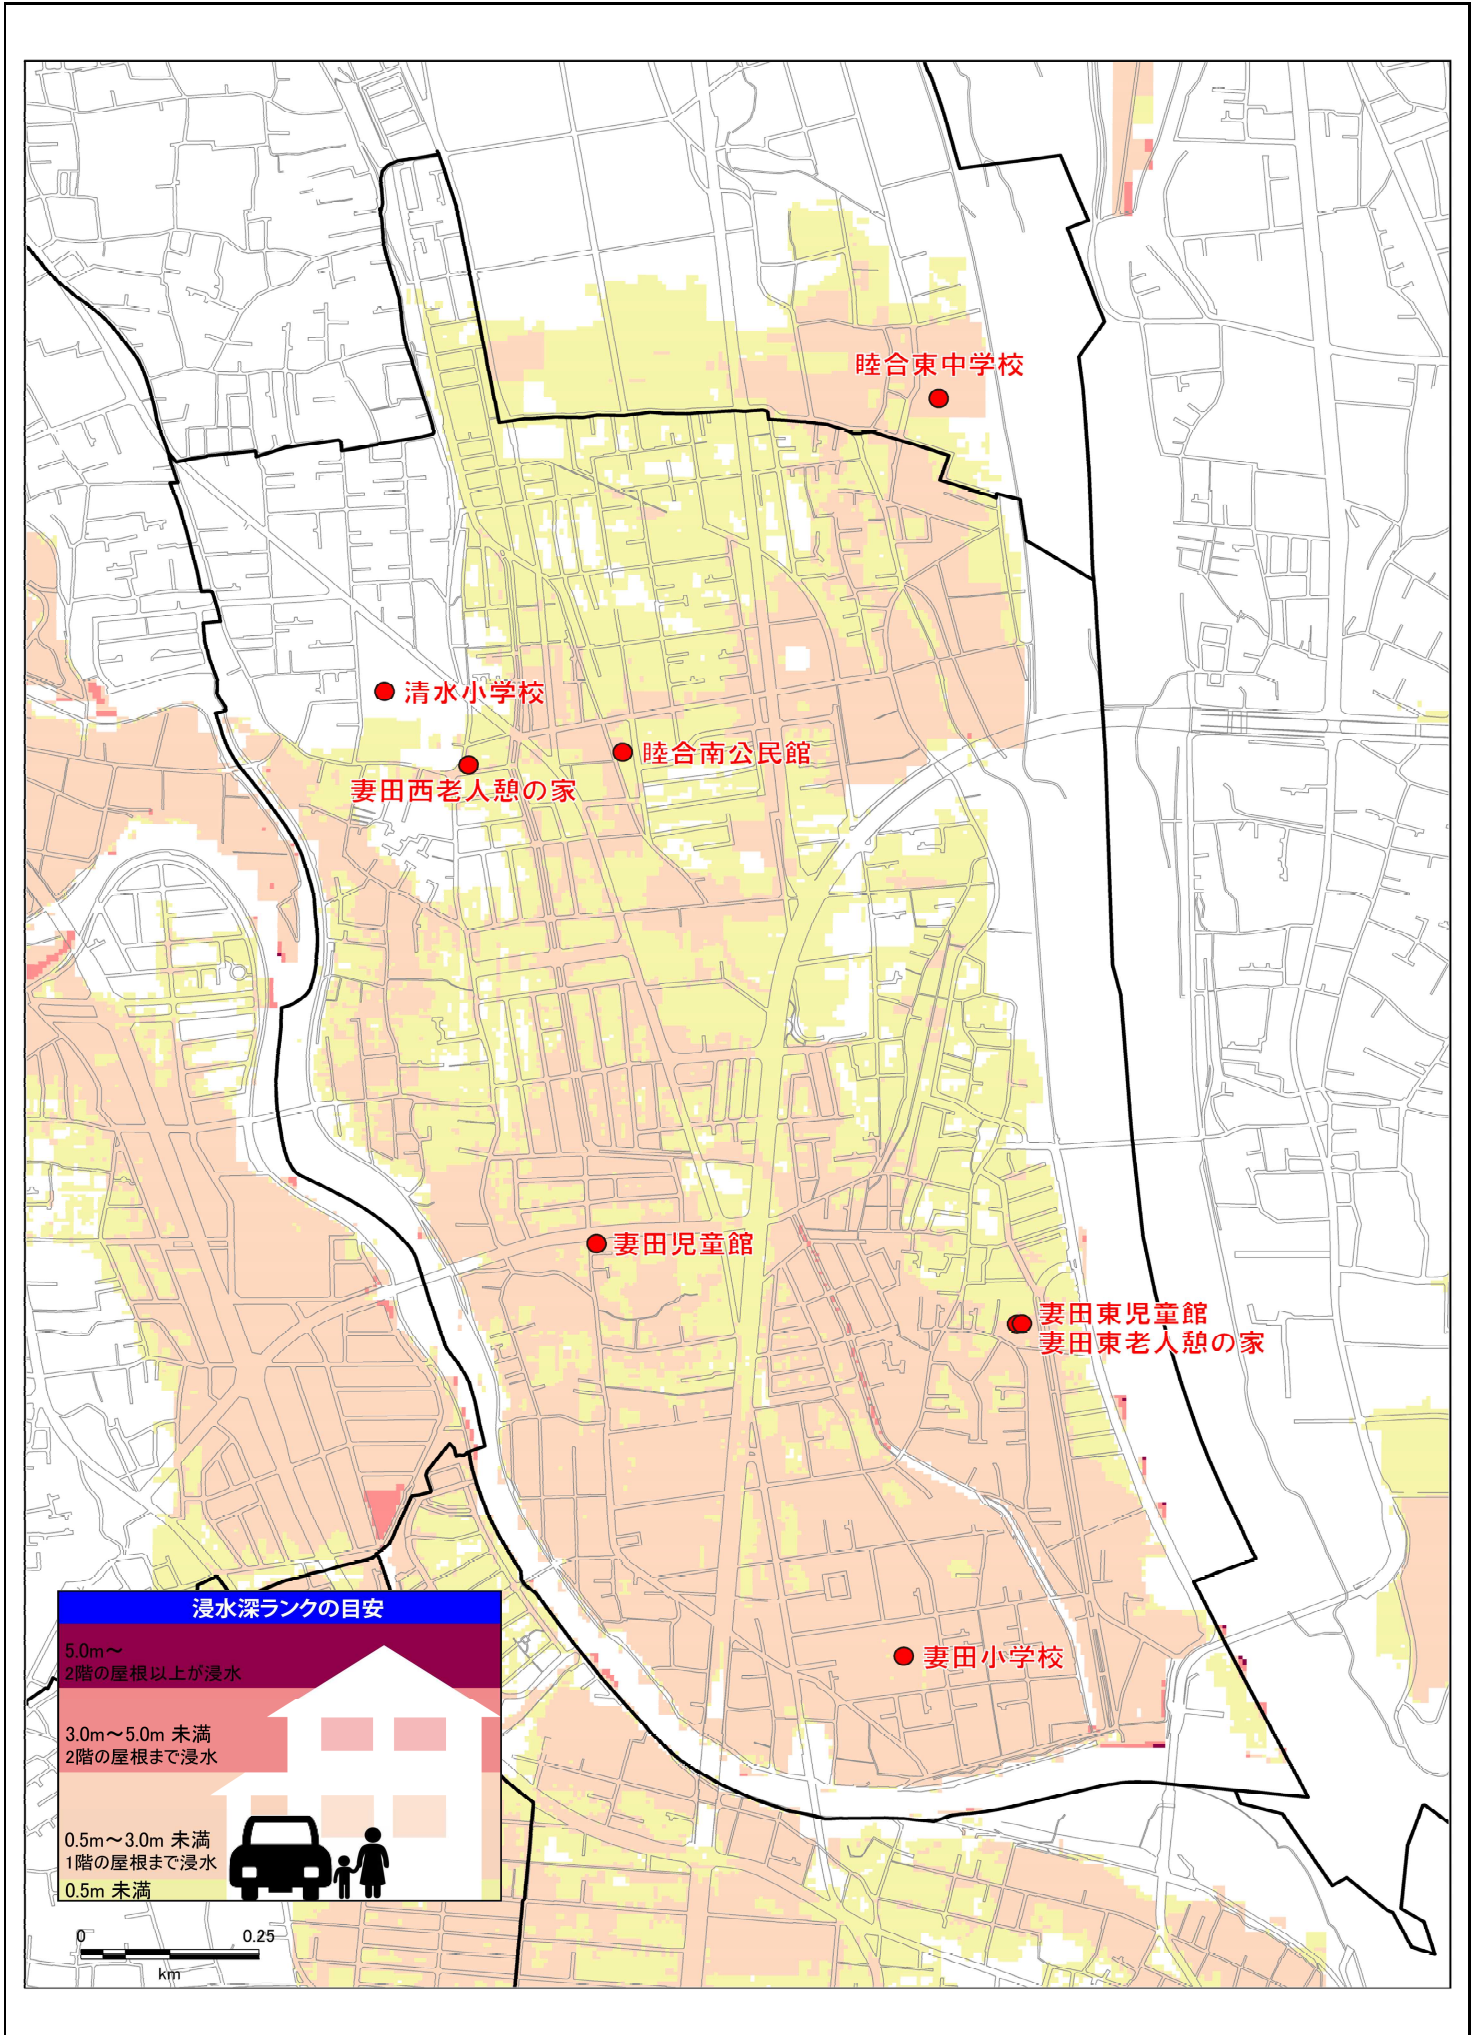 睦合東中学校
清水小学校
睦合南公民館
妻田西老人憩の家
妻田児童館
妻田東児童館
妻田東老人憩の家
妻田小学校
浸水深ランクの目安
5.0m～
2階の屋根以上が浸水
3.0m～5.0m 未満
2階の屋根まで浸水
0.5m～3.0m 未満
1階の屋根まで浸水
0.5m 未満
0 0.25
km